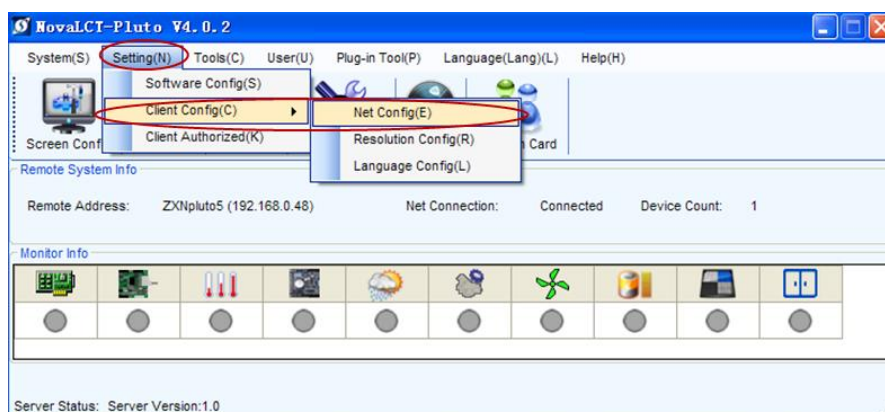 NovaLCT-Pluto V4.0.2
System(S) Setting(N) Tools(C) User(U) Plug-in Tool(P) Language(Lang)(L) Help(H)
Software Config(S)
Client Config(C) Net Config(E)
Client Authorized(K) Resolution Config(R)
Language Config(L)
Screen Conf Card
Remote System Info
Remote Address: ZXNpluto5 (192.168.0.48) Net Connection: Connected Device Count: 1
Monitor Info
Server Status: Server Version:1.0